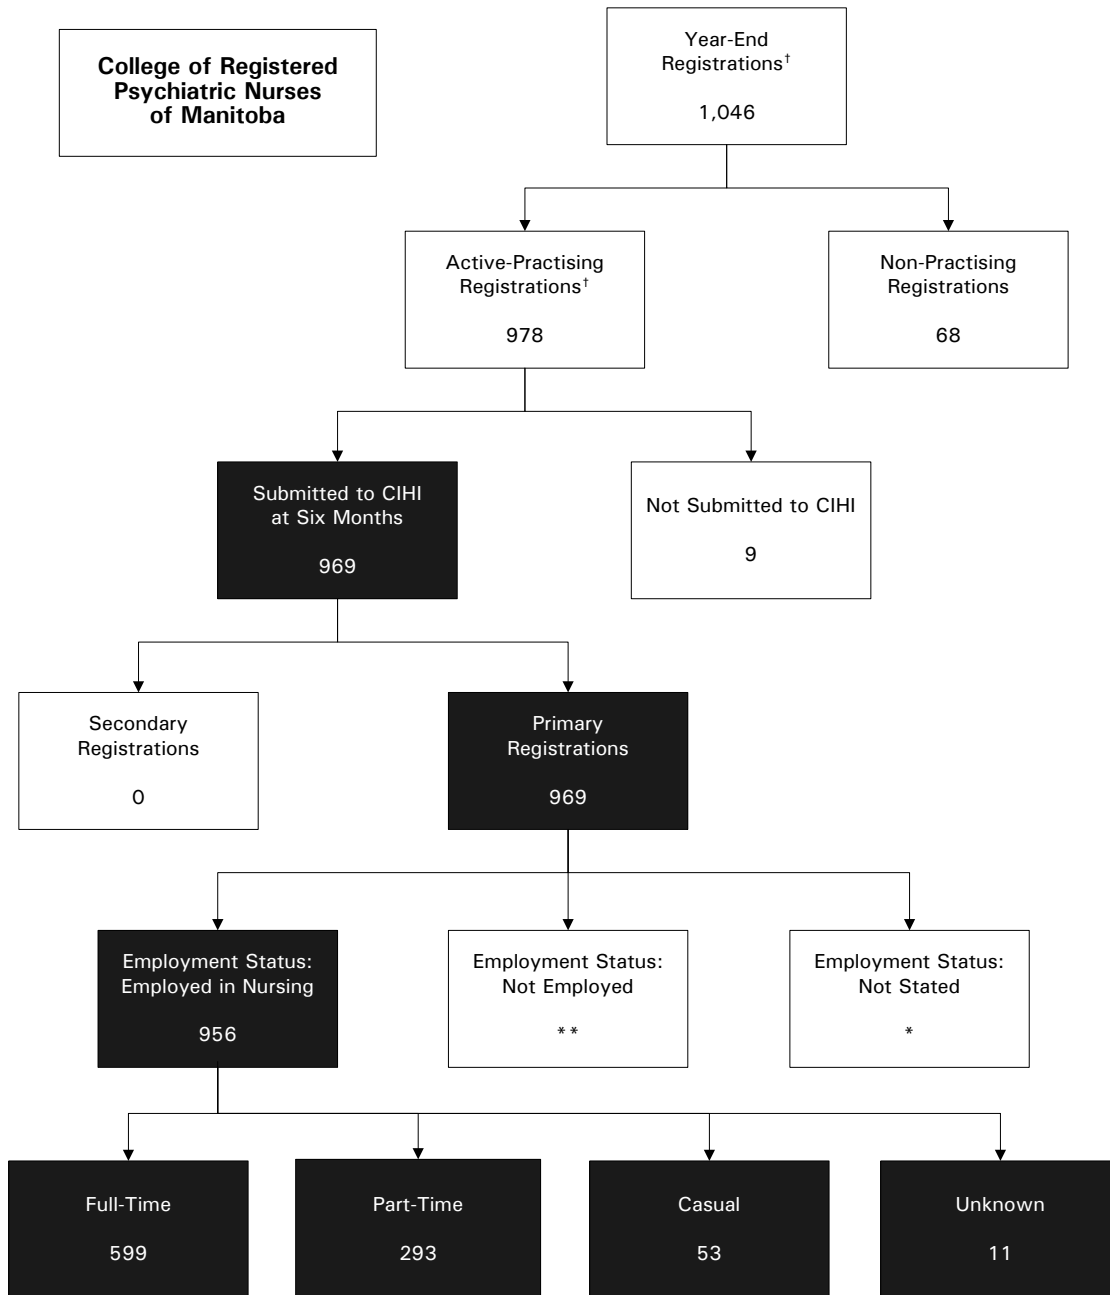 College of Registered
Psychiatric Nurses
of Manitoba
Year-End
Registrations†
1,046
Active-Practising
Registrations†
978
Non-Practising
Registrations
68
Submitted to CIHI
at Six Months
969
Not Submitted to CIHI
9
Secondary
Registrations
0
Primary
Registrations
969
Employment Status:
Employed in Nursing
956
Employment Status:
Not Employed
**
Employment Status:
Not Stated
*
Full-Time
599
Part-Time
293
Casual
53
Unknown
11